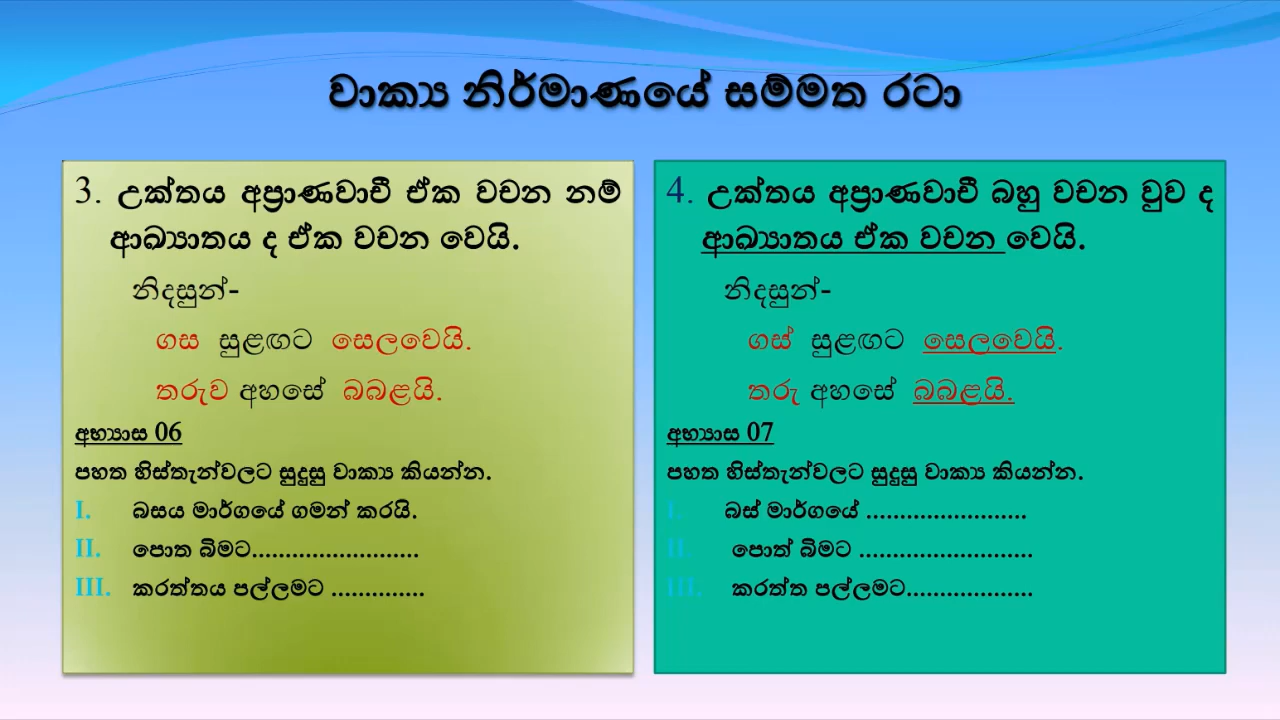 වාක්‍ය නිර්මාණයේ සම්මත රටා
3. උක්තය අප්‍රාණවාචී ඒක වචන නම්
ආඛ්‍යාතය ද ඒක වචන වෙයි.
නිදසුන්-
ගස සුළඟට සෙලවෙයි.
තරුව අහසේ බබළයි.
අභ්‍යාස 06
පහත හිස්තැන්වලට සුදුසු වාක්‍ය කියන්න.
I. බසය මාර්ගයේ ගමන් කරයි.
II. පොත බිමට.........................
III. කරත්තය පල්ලමට ..............
4. උක්තය අප්‍රාණවාචී බහු වචන වුව ද
ආඛ්‍යාතය ඒක වචන වෙයි.
නිදසුන්-
ගස් සුළඟට සෙලවෙයි.
තරු අහසේ බබළයි.
අභ්‍යාස 07
පහත හිස්තැන්වලට සුදුසු වාක්‍ය කියන්න.
I. බස් මාර්ගයේ ........................
II. පොත් බිමට ..........................
III. කරත්ත පල්ලමට...................